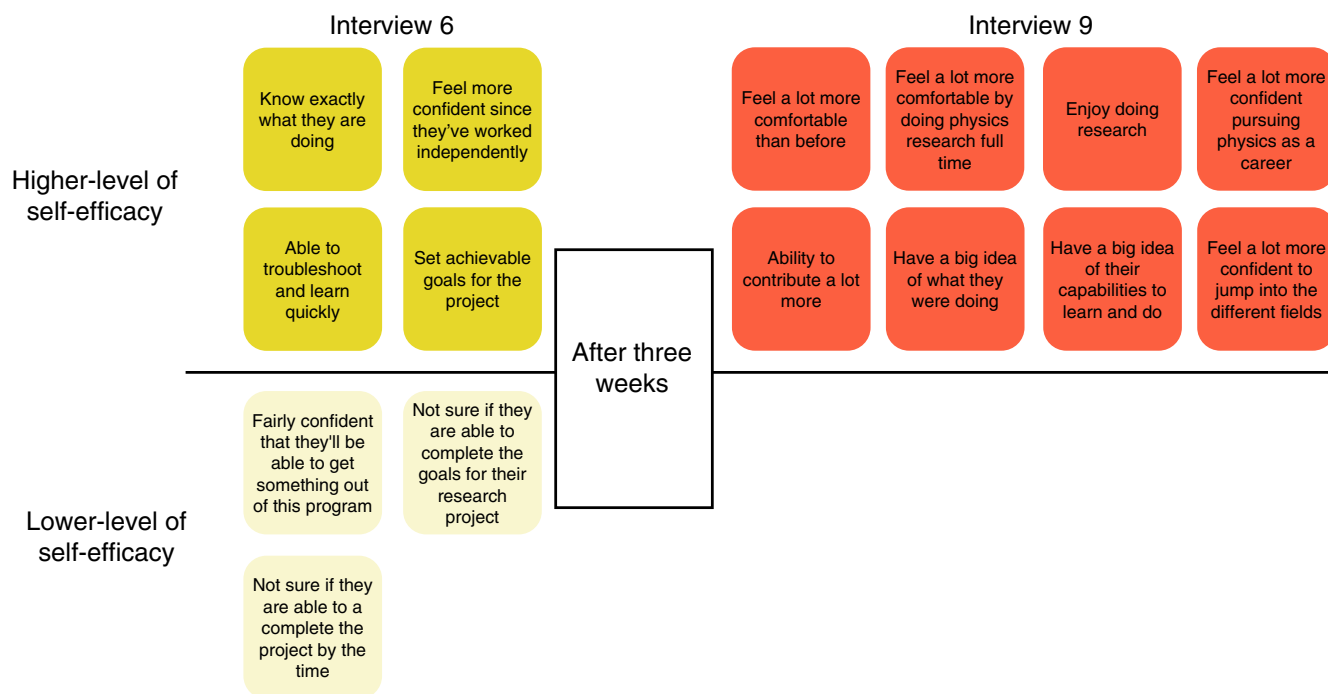 Interview 6
Interview 9
Higher-level of
self-efficacy
Know exactly
what they are
doing
Feel more
confident since
they've worked
independently
Able to
troubleshoot
and learn
quickly
Set achievable
goals for the
project
After three
weeks
Feel a lot more
comfortable
than before
Feel a lot more
comfortable by
doing physics
research full
time
Enjoy doing
research
Feel a lot more
confident
pursuing
physics as a
career
Ability to
contribute a lot
more
Have a big idea
of what they
were doing
Have a big idea
of their
capabilities to
learn and do
Feel a lot more
confident to
jump into the
different fields
Lower-level of
self-efficacy
Fairly confident
that they'll be
able to get
something out
of this program
Not sure if they
are able to
complete the
goals for their
research
project
Not sure if they
are able to a
complete the
project by the
time